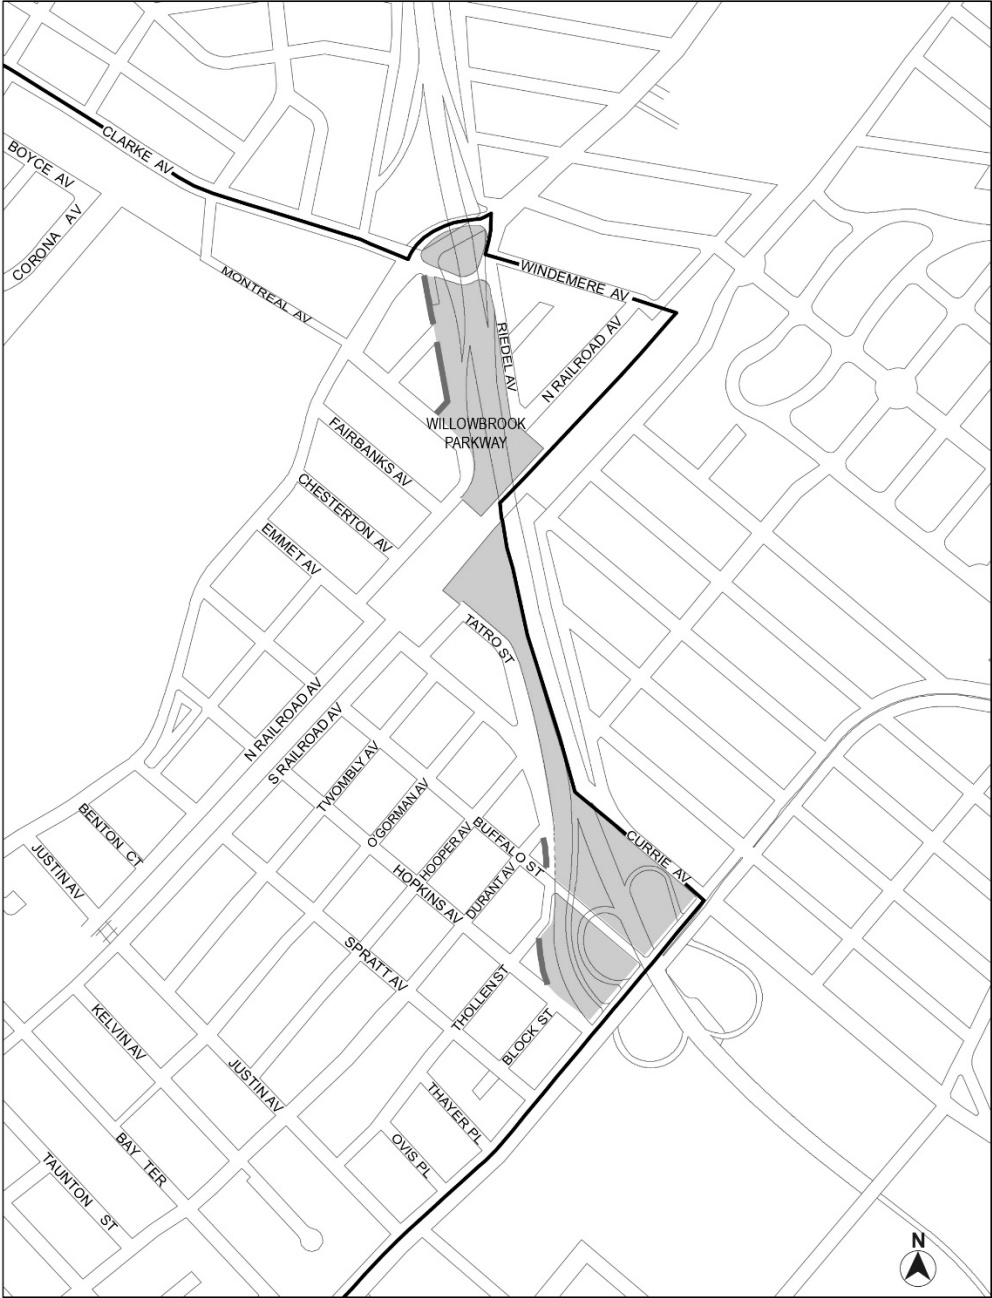 CLARKE AV
BOYCE AV
CORONA AV
MONTREAL AV
WINDEMERE AV
RIEDEL AV
N RAILROAD AV
WILLOWBROOK
PARKWAY
FAIRBANKS AV
CHESTERTON AV
EMMET AV
TATRO ST
N RAILROAD AV
S RAILROAD AV
TWOMBLY AV
O'GORMAN AV
HOOPER AV
BUFFALO ST
DURANT AV
HOPKINS AV
CURRIE AV
BENTON CT
JUSTIN AV
SPRATT AV
THOLLEN ST
BLOCK ST
KELVIN AV
JUSTIN AV
THAYER PL
OVIS PL
BAY TER
TAUNTON ST
N